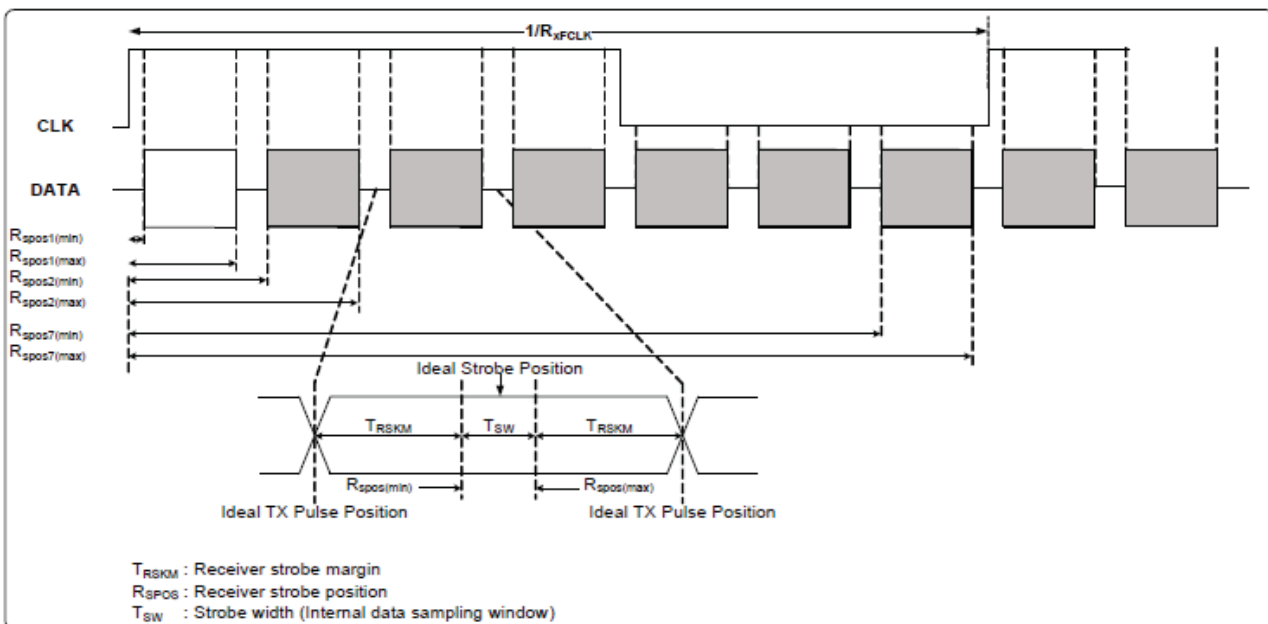 1/RxFCLK
CLK
DATA
Rspos1(min)
Rspos1(max)
Rspos2(min)
Rspos2(max)
Rspos7(min)
Rspos7(max)
Ideal Strobe Position
TRSKM TSW TRSKM
Rspos(min) Rspos(max)
Ideal TX Pulse Position Ideal TX Pulse Position
TRSKM : Receiver strobe margin
RSPOS : Receiver strobe position
TSW : Strobe width (Internal data sampling window)